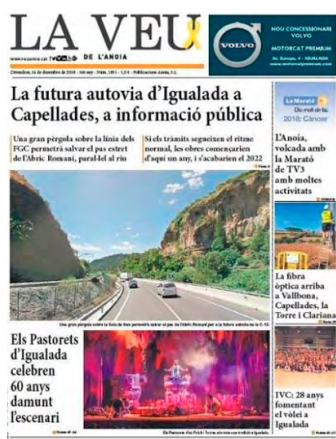 LA VEU
DE L'ANOIA
VOLVO
NOU CONCESSIONARI
VOLVO
MOTORCAT PREMIUM
La futura autovia d'Igualada a
Capellades, a informació pública
Una gran pèrgola sobre la línia dels
FGC permetrà salvar el pas estret
de l'Abric Romaní, paral·lel al riu
Si els tràmits segueixen el ritme
normal, les obres començarien
d'aquí un any, i s'acabarien el 2022
La Marató
2018: Càncer
L'Anoia,
volcada amb
la Marató
de TV3
amb moltes
activitats
La fibra
òptica arriba
a Vallbona,
Capellades, la
Torre i Clariana
Els Pastorets
d'Igualada
celebren
60 anys
damunt
l'escenari
IVC: 28 anys
fomentant
el vòlei a
Igualada